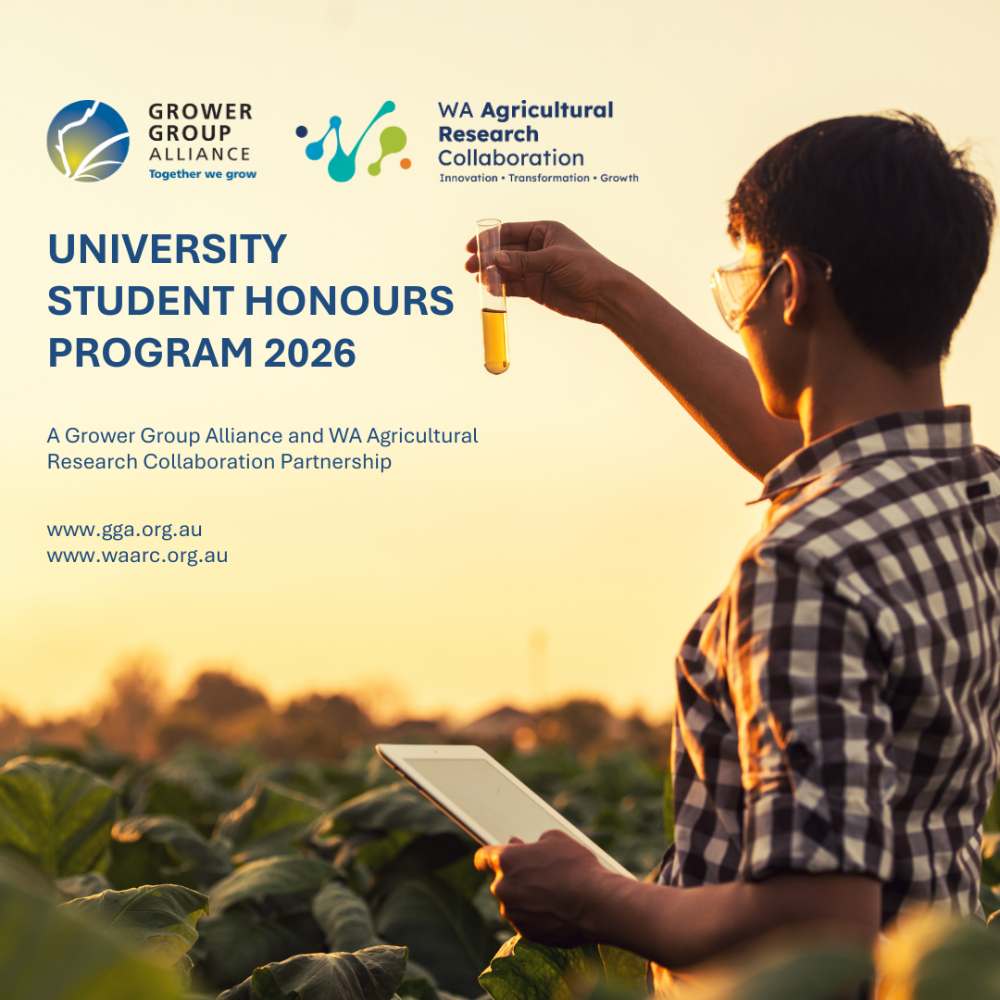 GROWER
GROUP
ALLIANCE
Together we grow
WA Agricultural
Research
Collaboration
Innovation • Transformation • Growth
UNIVERSITY
STUDENT HONOURS
PROGRAM 2026
A Grower Group Alliance and WA Agricultural
Research Collaboration Partnership
www.gga.org.au
www.waarc.org.au